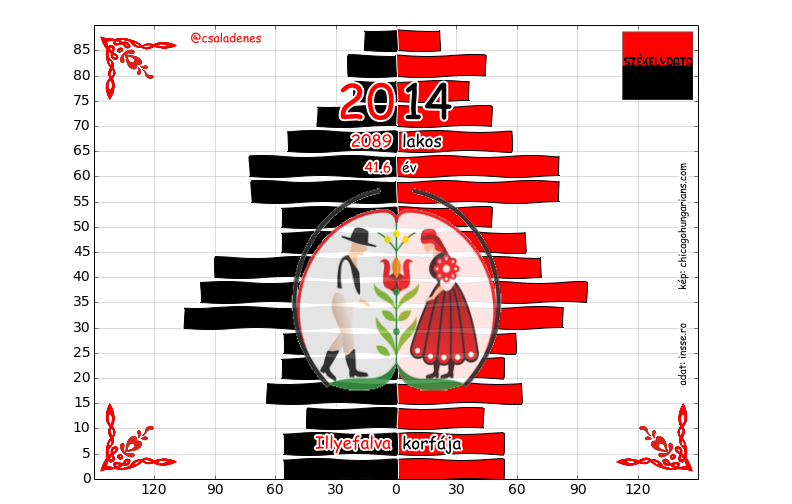 @csaladenes
SZÉKELYDATA
2014
2089 lakos
41.6 év
kép: chicagohungarians.com
adat: insse.ro
Illyefalva korfája
85
80
75
70
65
60
55
50
45
40
35
30
25
20
15
10
5
0
120 90 60 30 0 30 60 90 120